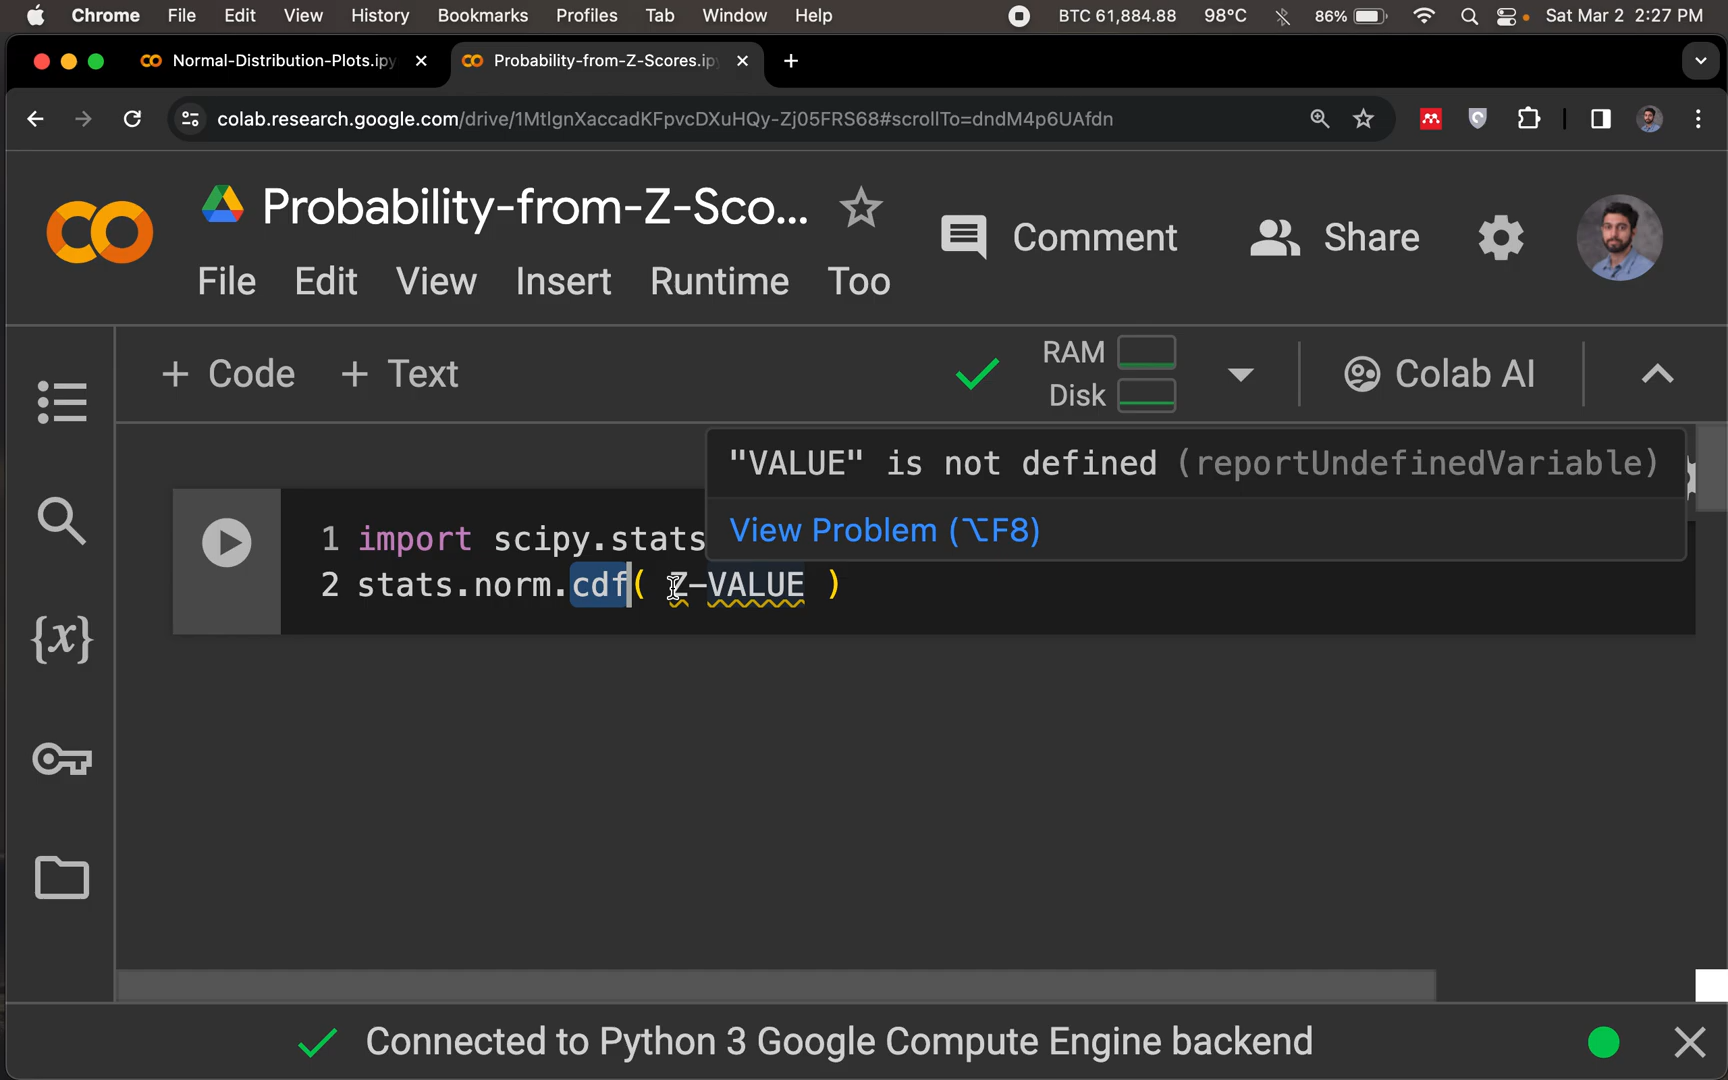 Chrome File Edit View History Bookmarks Profiles Tab Window Help BTC 61,884.88 98°C 86% Sat Mar 2 2:27 PM
Normal-Distribution-Plots.ipy Probability-from-Z-Scores.ip
colab.research.google.com/drive/1MtlgnXaccadKFpvcDXuHQy-Zj05FRS68#scrollTo=dndM4p6UAfdn
Probability-from-Z-Sco...
Comment Share
File Edit View Insert Runtime Too
+ Code + Text
RAM
Disk
Colab AI
"VALUE" is not defined (reportUndefinedVariable)
View Problem (⌥F8)
1 import scipy.stats
2 stats.norm.cdf( Z-VALUE )
{x}
Connected to Python 3 Google Compute Engine backend